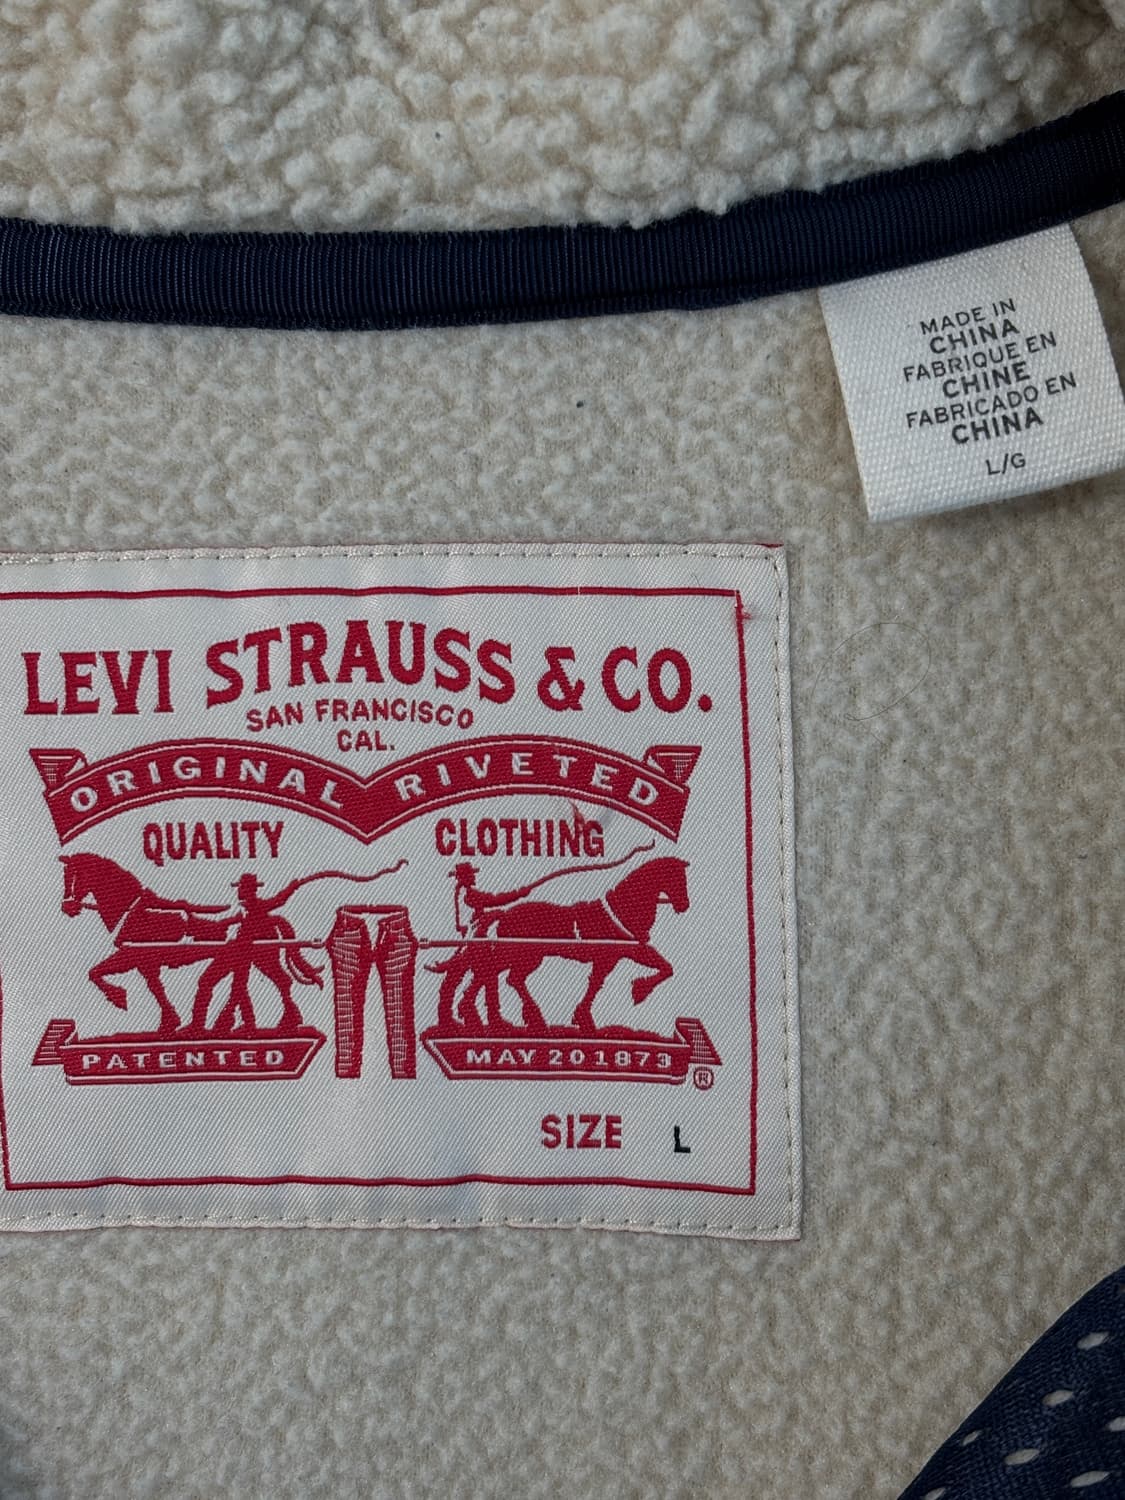 MADE IN
CHINA
FABRIQUE EN
CHINE
FABRICADO EN
CHINA
L/G
LEVI STRAUSS & CO.
SAN FRANCISCO
CAL.
ORIGINAL RIVETED
QUALITY CLOTHING
PATENTED MAY 20 1873
®
SIZE L